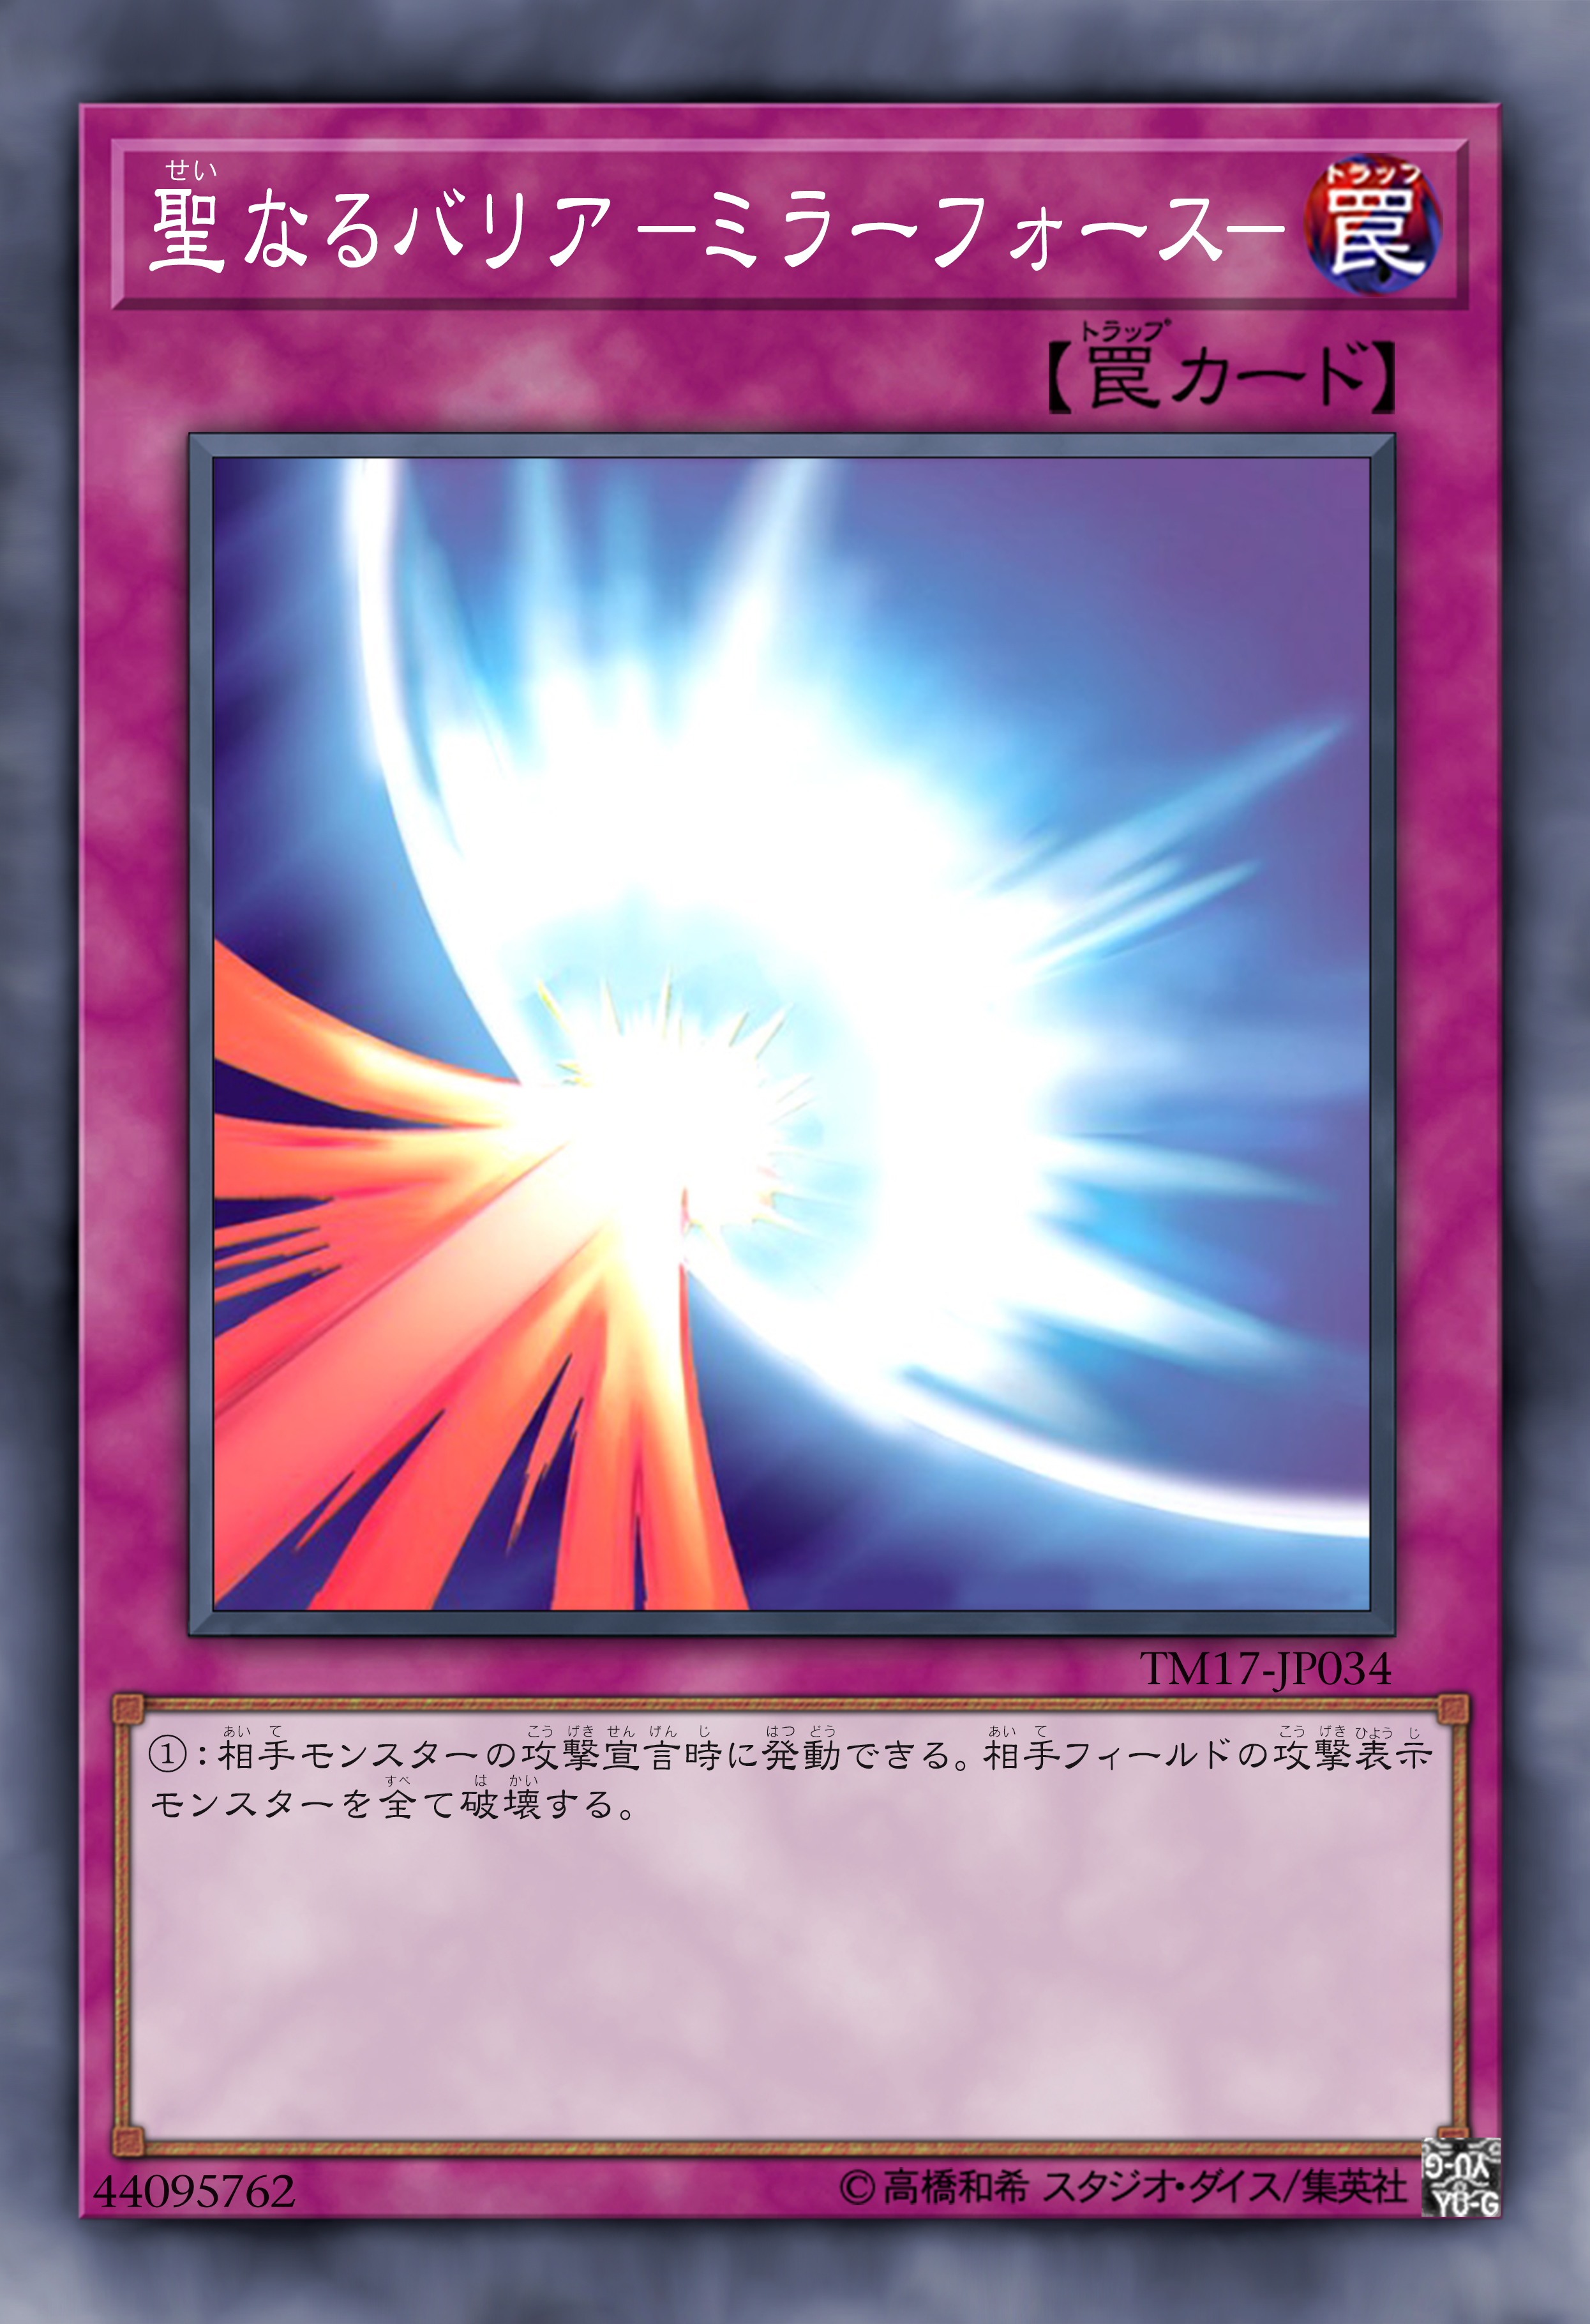 聖なるバリア －ミラーフォース－
罠
【罠カード】
TM17-JP034
①：相手モンスターの攻撃宣言時に発動できる。相手フィールドの攻撃表示
モンスターを全て破壊する。
44095762
©高橋和希 スタジオ・ダイス/集英社